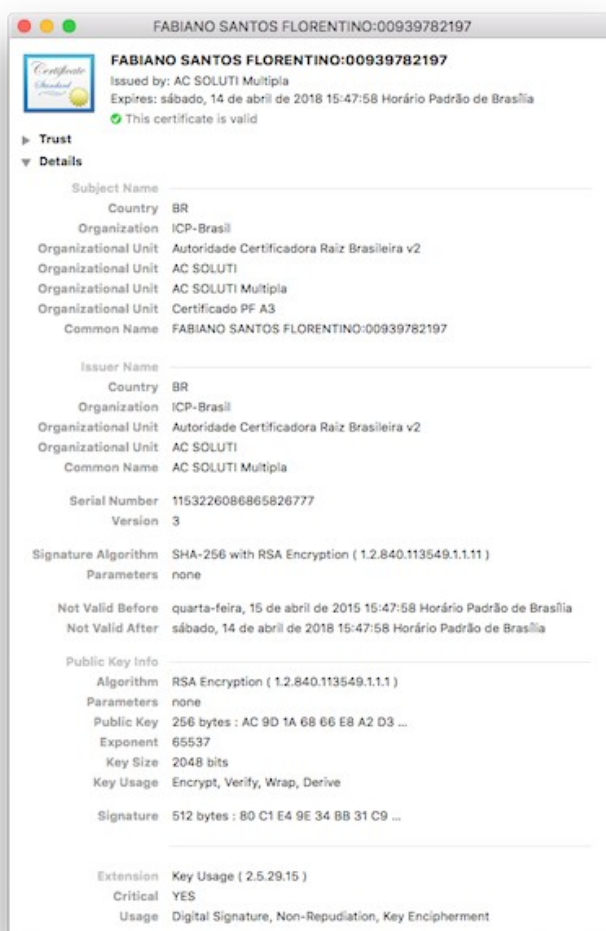 FABIANO SANTOS FLORENTINO:00939782197
Certificate
Standard
FABIANO SANTOS FLORENTINO:00939782197
Issued by: AC SOLUTI Multipla
Expires: sábado, 14 de abril de 2018 15:47:58 Horário Padrão de Brasília
This certificate is valid
Trust
Details
Subject Name
Country BR
Organization ICP-Brasil
Organizational Unit Autoridade Certificadora Raiz Brasileira v2
Organizational Unit AC SOLUTI
Organizational Unit AC SOLUTI Multipla
Organizational Unit Certificado PF A3
Common Name FABIANO SANTOS FLORENTINO:00939782197
Issuer Name
Country BR
Organization ICP-Brasil
Organizational Unit Autoridade Certificadora Raiz Brasileira v2
Organizational Unit AC SOLUTI
Common Name AC SOLUTI Multipla
Serial Number 1153226086865826777
Version 3
Signature Algorithm SHA-256 with RSA Encryption ( 1.2.840.113549.1.1.11 )
Parameters none
Not Valid Before quarta-feira, 15 de abril de 2015 15:47:58 Horário Padrão de Brasília
Not Valid After sábado, 14 de abril de 2018 15:47:58 Horário Padrão de Brasília
Public Key Info
Algorithm RSA Encryption ( 1.2.840.113549.1.1.1 )
Parameters none
Public Key 256 bytes : AC 9D 1A 68 66 E8 A2 D3 ...
Exponent 65537
Key Size 2048 bits
Key Usage Encrypt, Verify, Wrap, Derive
Signature 512 bytes : 80 C1 E4 9E 34 BB 31 C9 ...
Extension Key Usage ( 2.5.29.15 )
Critical YES
Usage Digital Signature, Non-Repudiation, Key Encipherment